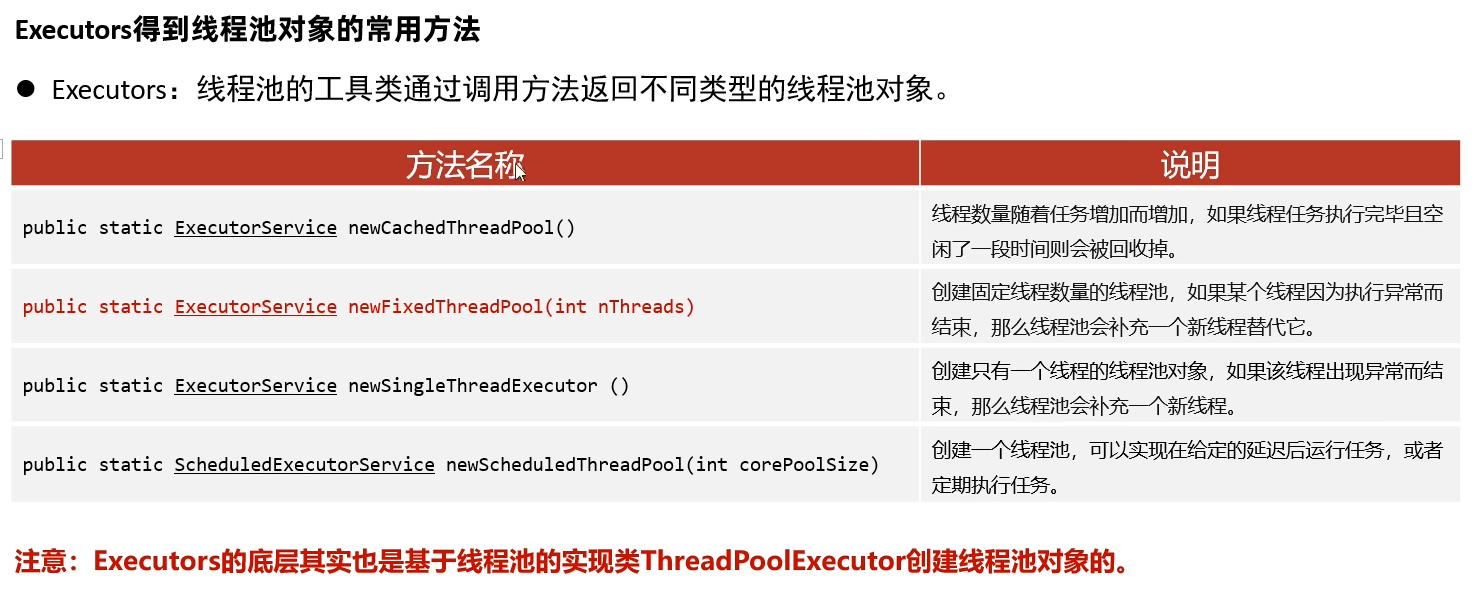 Executors得到线程池对象的常用方法
● Executors：线程池的工具类通过调用方法返回不同类型的线程池对象。
方法名称 说明
public static ExecutorService newCachedThreadPool()
线程数量随着任务增加而增加，如果线程任务执行完毕且空
闲了一段时间则会被回收掉。
public static ExecutorService newFixedThreadPool(int nThreads)
创建固定线程数量的线程池，如果某个线程因为执行异常而
结束，那么线程池会补充一个新线程替代它。
public static ExecutorService newSingleThreadExecutor ()
创建只有一个线程的线程池对象，如果该线程出现异常而结
束，那么线程池会补充一个新线程。
public static ScheduledExecutorService newScheduledThreadPool(int corePoolSize)
创建一个线程池，可以实现在给定的延迟后运行任务，或者
定期执行任务。
注意：Executors的底层其实也是基于线程池的实现类ThreadPoolExecutor创建线程池对象的。